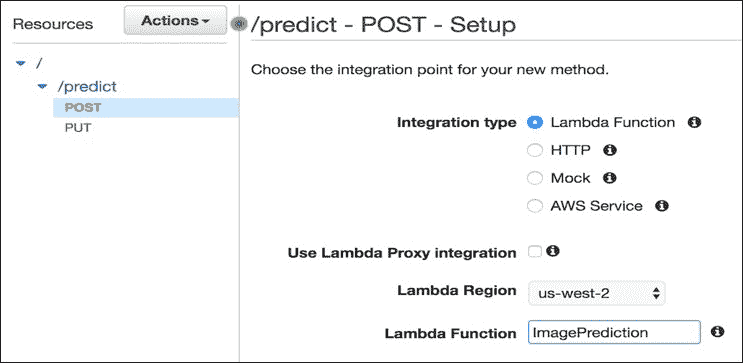 Resources
Actions
/
/predict
POST
PUT
/predict - POST - Setup
Choose the integration point for your new method.
Integration type
Lambda Function
HTTP
Mock
AWS Service
Use Lambda Proxy integration
Lambda Region us-west-2
Lambda Function ImagePrediction